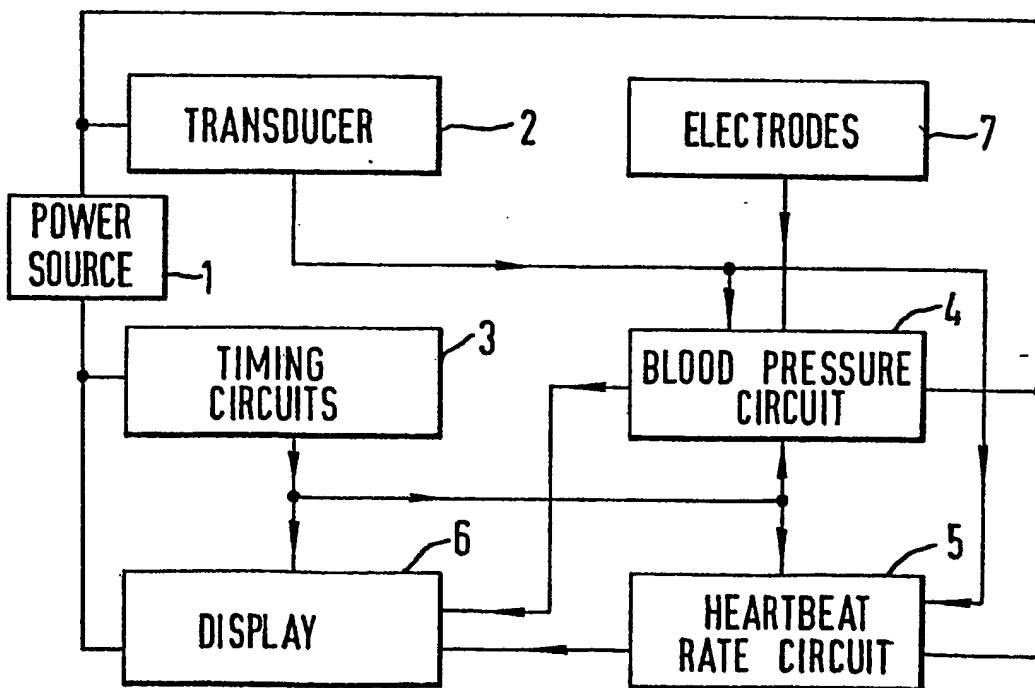 TRANSDUCER
2
ELECTRODES
7
POWER
SOURCE
1
TIMING
CIRCUITS
3
BLOOD PRESSURE
CIRCUIT
4
DISPLAY
6
HEARTBEAT
RATE CIRCUIT
5